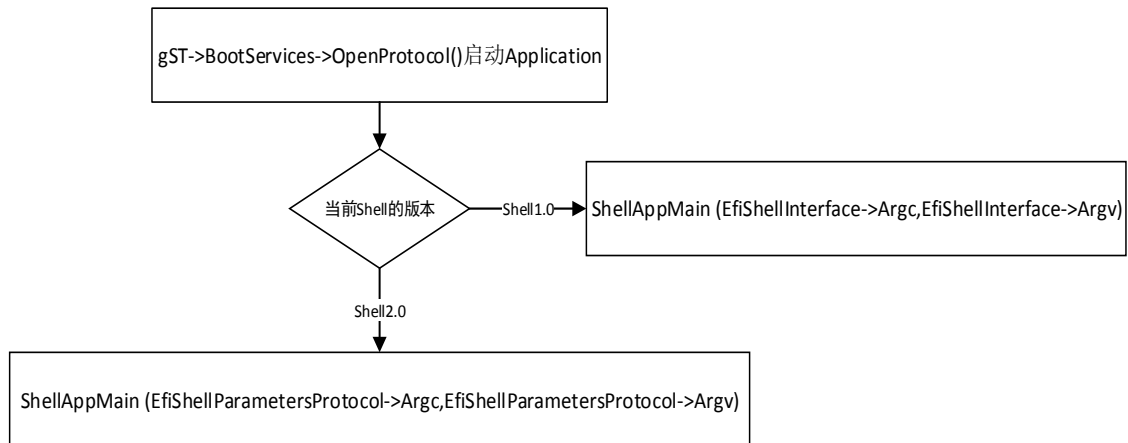 gST->BootServices->OpenProtocol()启动Application
当前Shell的版本
Shell1.0
ShellAppMain (EfiShellInterface->Argc,EfiShellInterface->Argv)
Shell2.0
ShellAppMain (EfiShellParametersProtocol->Argc,EfiShellParametersProtocol->Argv)